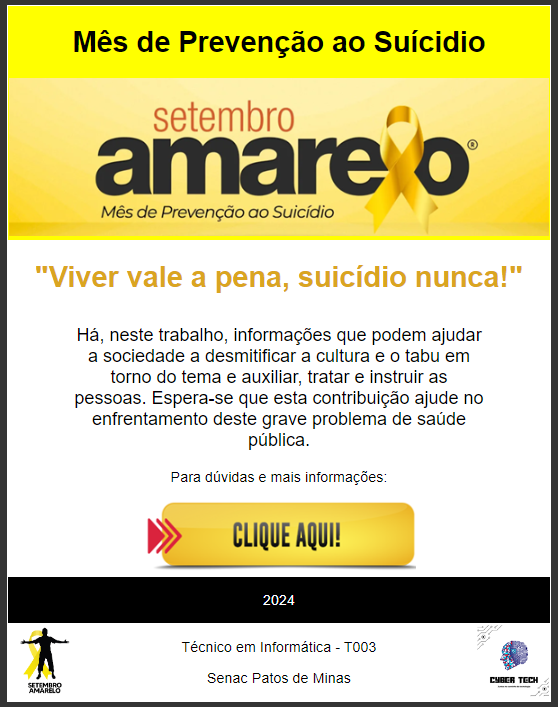 Mês de Prevenção ao Suícidio
setembro
amarelo®
Mês de Prevenção ao Suicídio
"Viver vale a pena, suicídio nunca!"
Há, neste trabalho, informações que podem ajudar
a sociedade a desmitificar a cultura e o tabu em
torno do tema e auxiliar, tratar e instruir as
pessoas. Espera-se que esta contribuição ajude no
enfrentamento deste grave problema de saúde
pública.
Para dúvidas e mais informações:
CLIQUE AQUI!
2024
Técnico em Informática - T003
Senac Patos de Minas
SETEMBRO
AMARELO
CYBER TECH